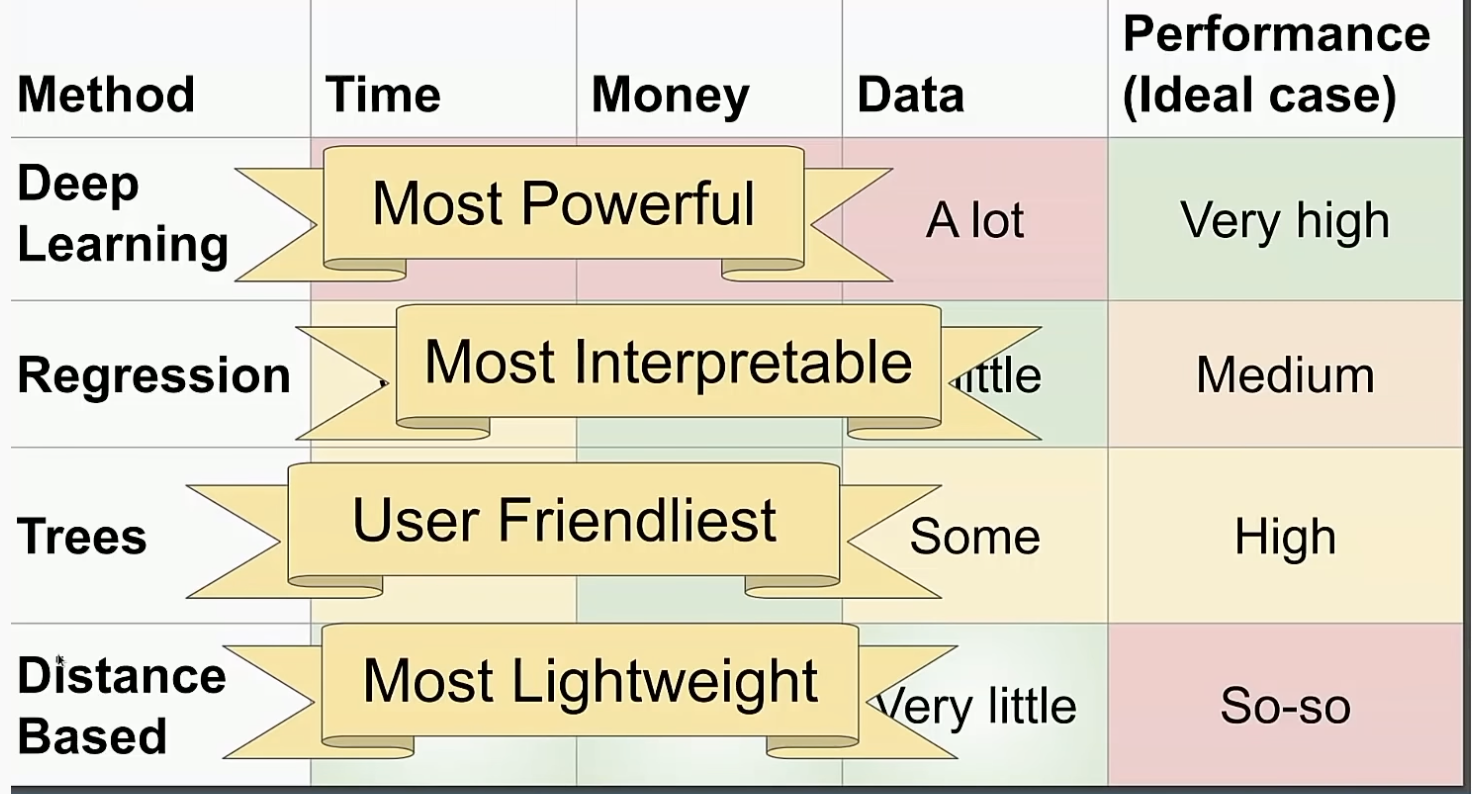 Performance
Method Time Money Data (Ideal case)
Deep
Learning
Most Powerful
A lot
Very high
Regression
Most Interpretable
Medium
Trees
User Friendliest
Some
High
Distance
Based
Most Lightweight
Very little
So-so